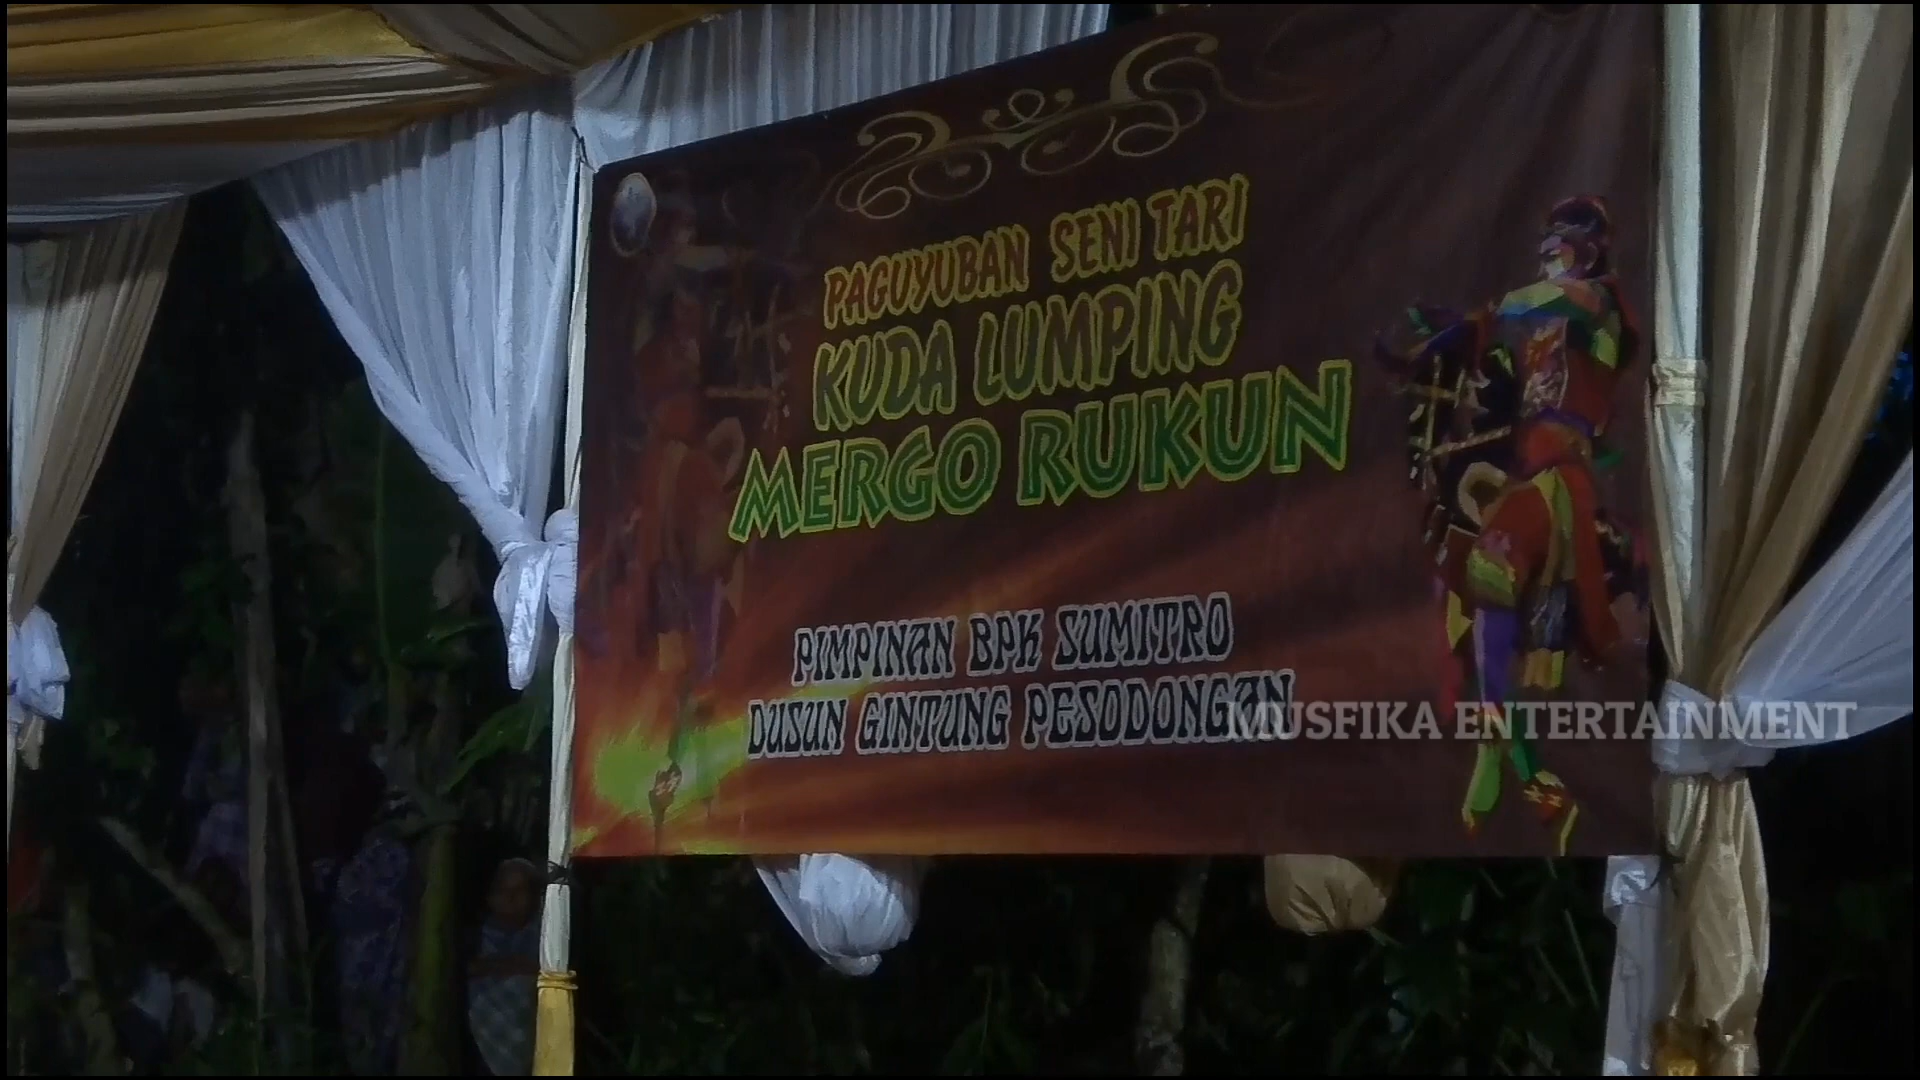 PAGUYUBAN SENI TARI
KUDA LUMPING
MERGO RUKUN
PIMPINAN BPK SUMITRO
DUSUN GINTUNG PESODONGAN
MUSFIKA ENTERTAINMENT